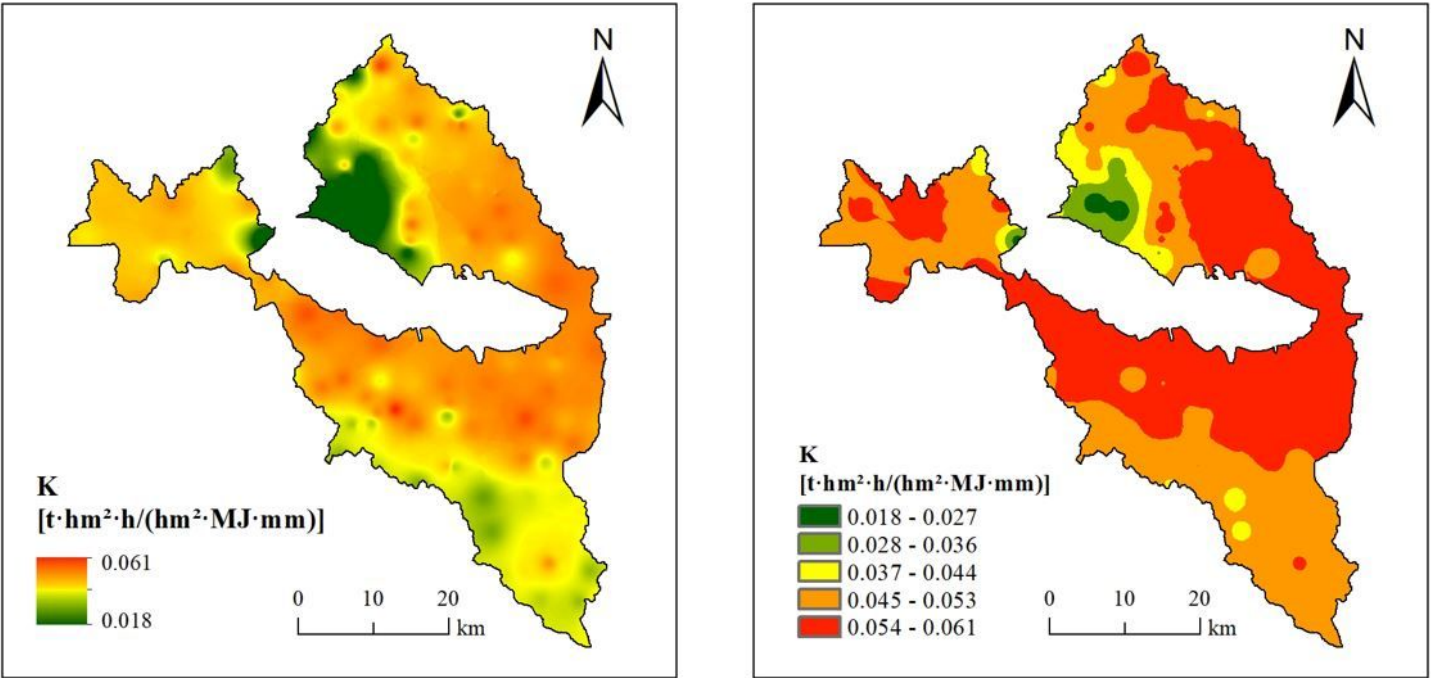 N
K
[t·hm²·h/(hm²·MJ·mm)]
0.061
0.018
0 10 20
km
N
K
[t·hm²·h/(hm²·MJ·mm)]
0.018 - 0.027
0.028 - 0.036
0.037 - 0.044
0.045 - 0.053
0.054 - 0.061
0 10 20
km